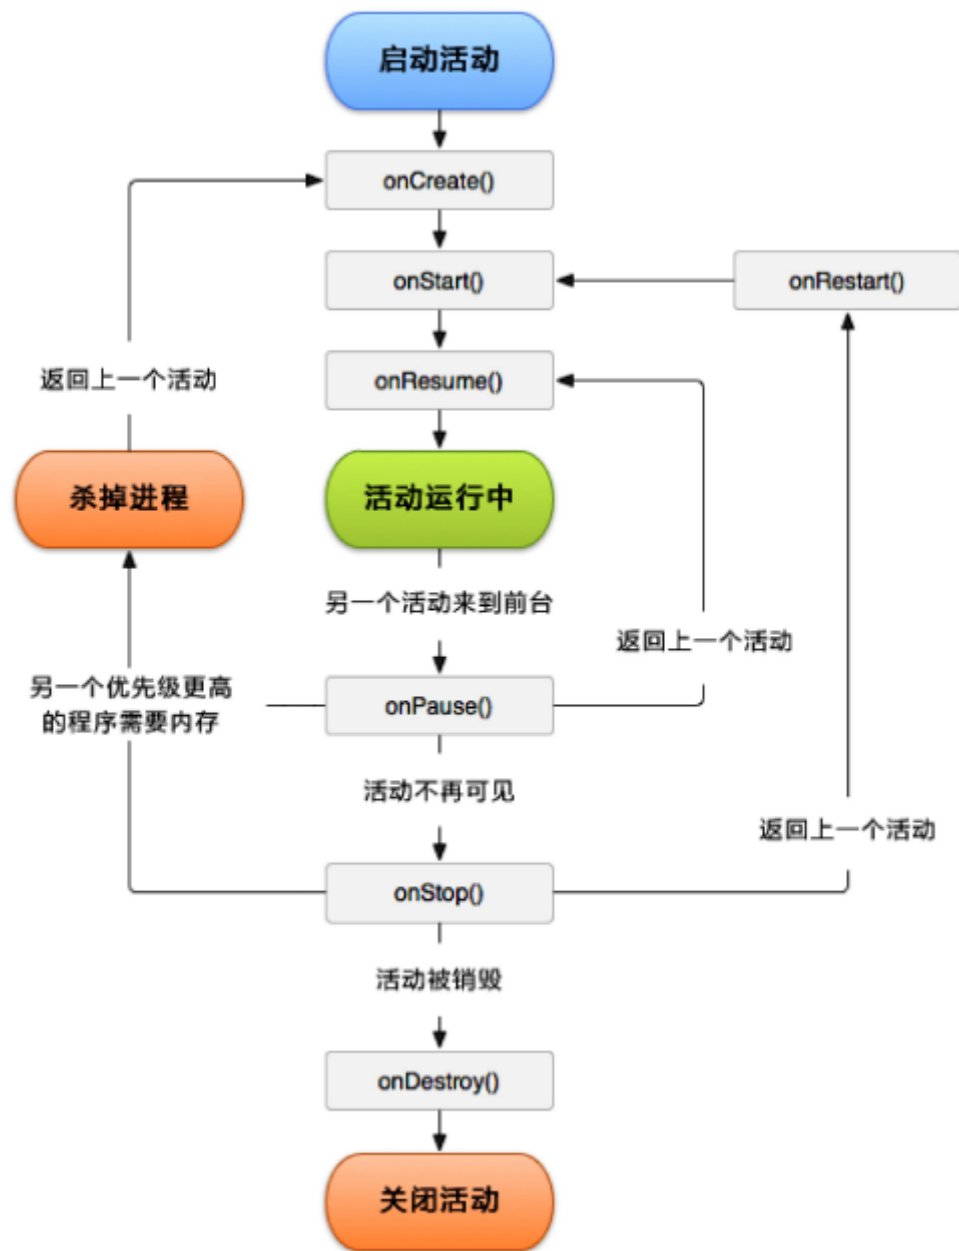 启动活动
onCreate()
onStart()
onRestart()
onResume()
返回上一个活动
杀掉进程
活动运行中
另一个活动来到前台
返回上一个活动
另一个优先级更高
的程序需要内存
onPause()
活动不再可见
返回上一个活动
onStop()
活动被销毁
onDestroy()
关闭活动